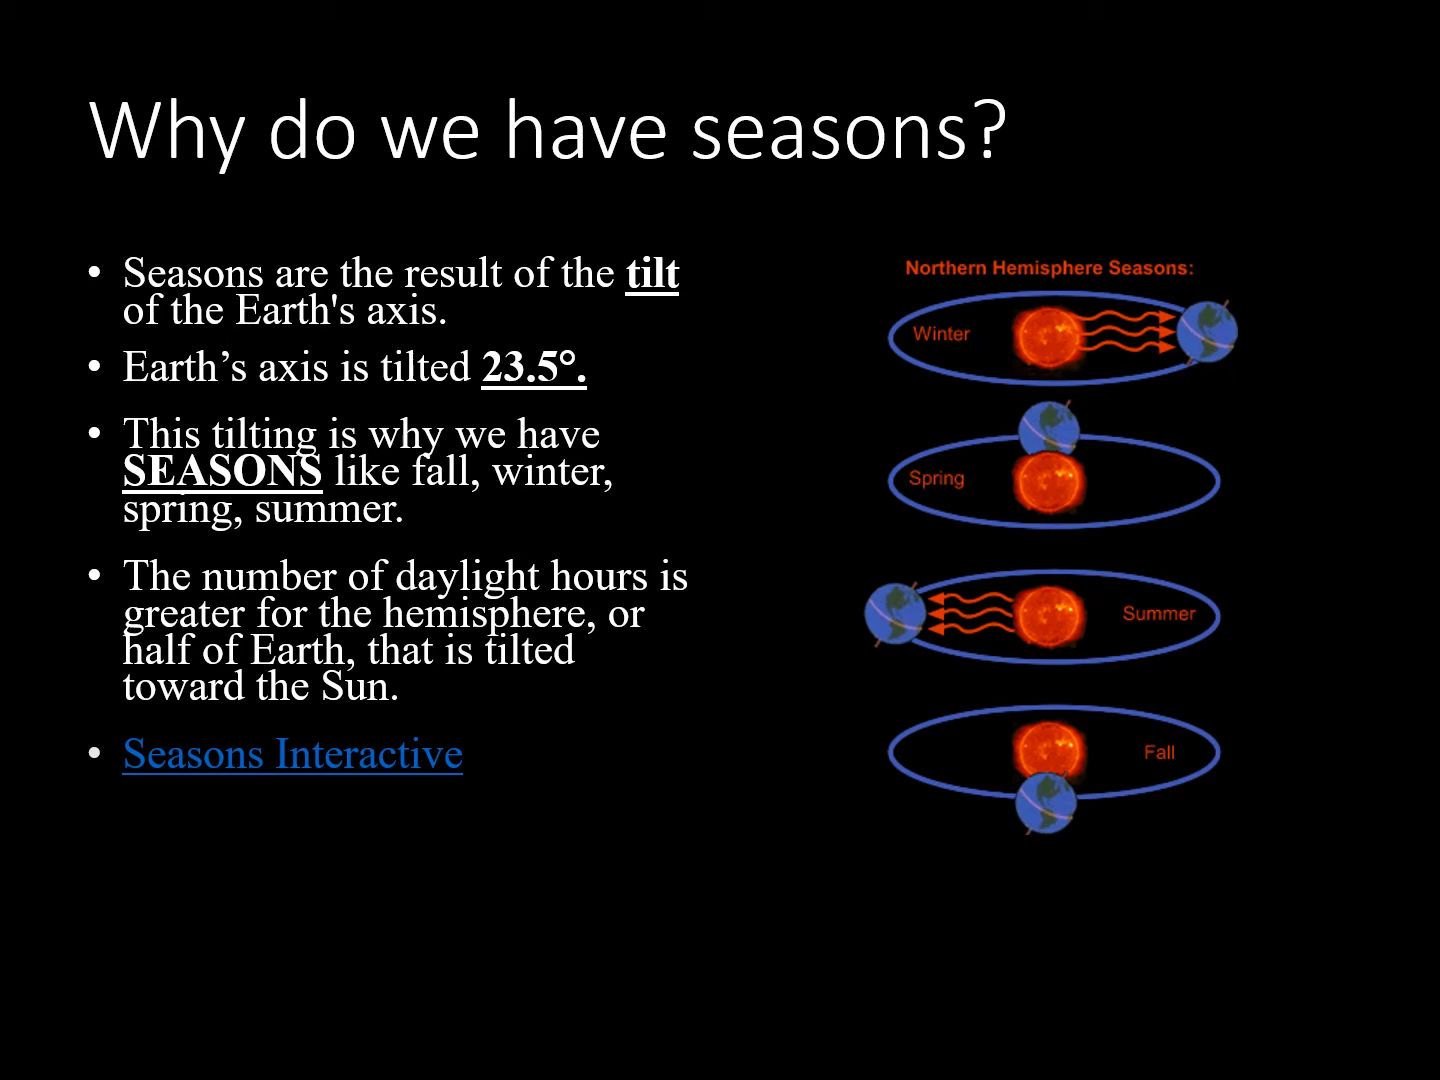 Why do we have seasons?
• Seasons are the result of the tilt
of the Earth's axis.
• Earth’s axis is tilted 23.5°.
• This tilting is why we have
SEASONS like fall, winter,
spring, summer.
• The number of daylight hours is
greater for the hemisphere, or
half of Earth, that is tilted
toward the Sun.
• Seasons Interactive
Northern Hemisphere Seasons:
Winter
Spring
Summer
Fall